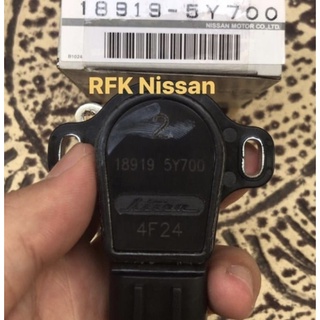 18919-5Y700
NISSAN MOTOR CO.,LTD.
RFK Nissan
18919 5Y700
4F24